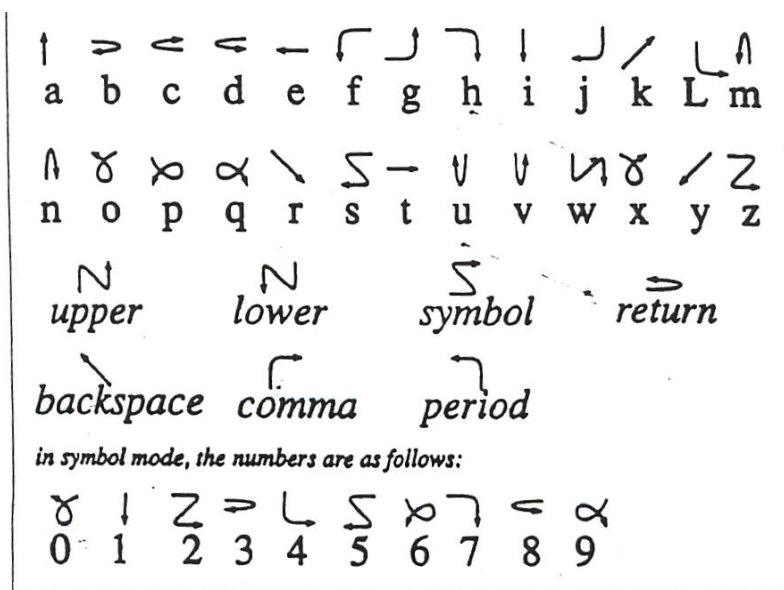 a b c d e f g h i j k L m
n o p q r s t u v w x y z
upper lower symbol return
backspace comma period
in symbol mode, the numbers are as follows:
0 1 2 3 4 5 6 7 8 9